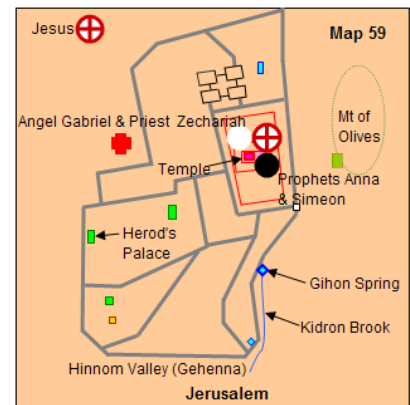 Jesus
Map 59
Mt of
Olives
Angel Gabriel & Priest Zechariah
Temple
Prophets Anna
& Simeon
Herod's
Palace
Gihon Spring
Kidron Brook
Hinnom Valley (Gehenna)
Jerusalem